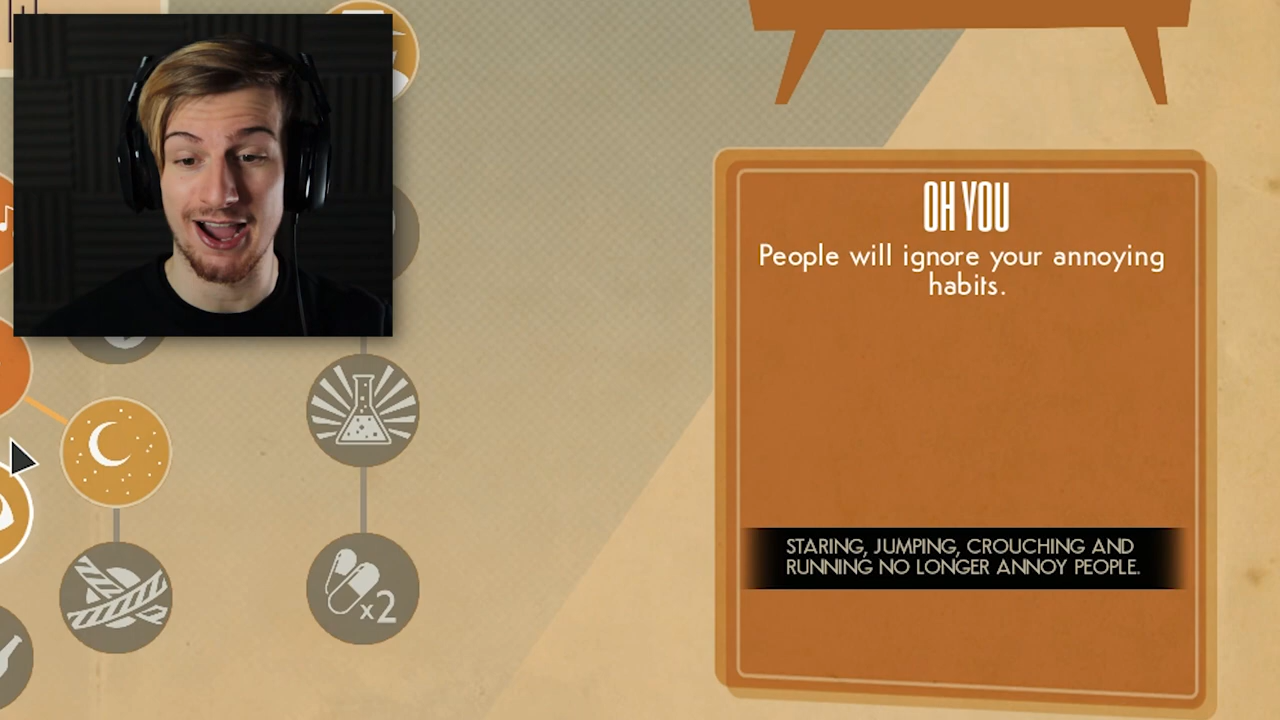 OH YOU
People will ignore your annoying
habits.
STARING, JUMPING, CROUCHING AND
RUNNING NO LONGER ANNOY PEOPLE.
x2